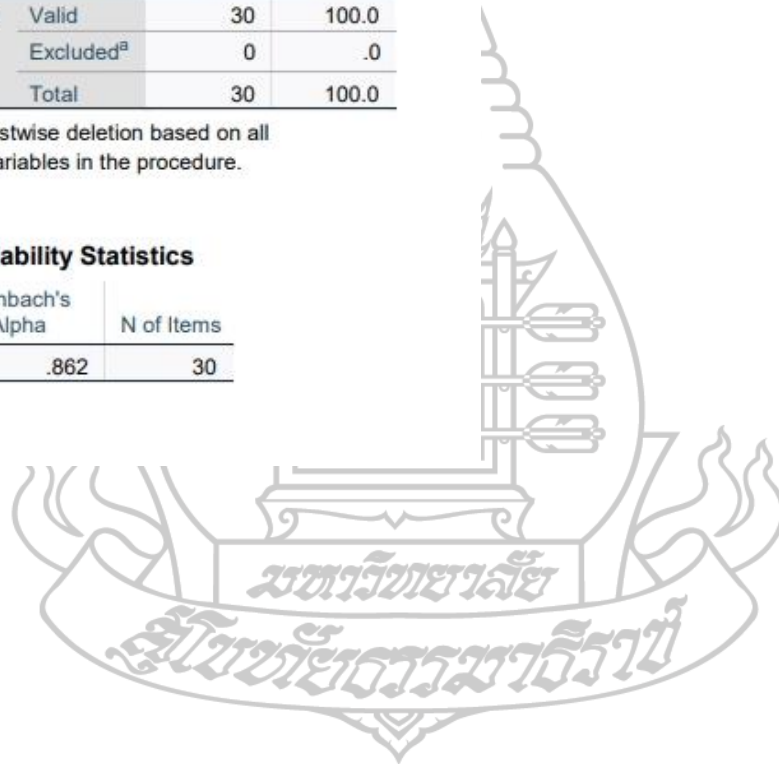 Valid 30 100.0
Excludedᵃ 0 .0
Total 30 100.0
stwise deletion based on all
ariables in the procedure.
ability Statistics
nbach's
Alpha N of Items
.862 30
มหาวิทยาลัย
สุโขทัยธรรมาธิราช